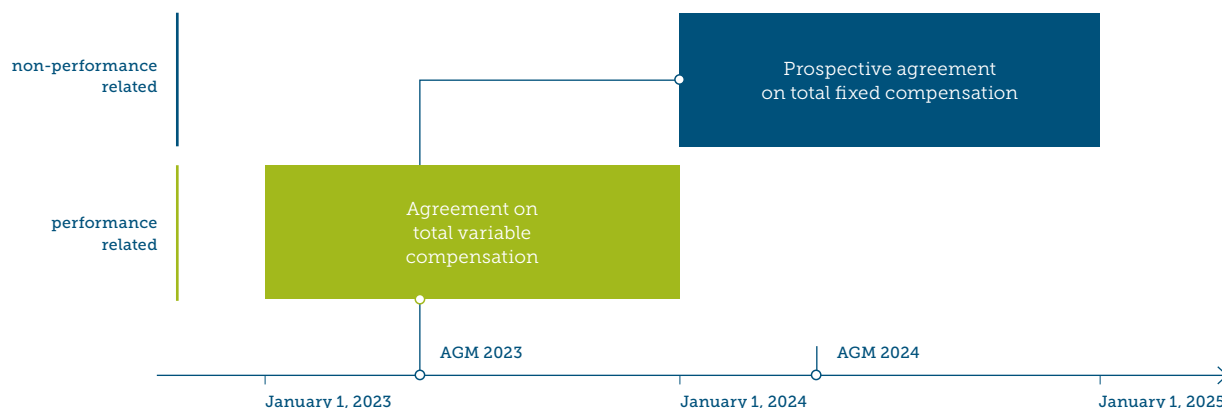 non-performance
related
Prospective agreement
on total fixed compensation
performance
related
Agreement on
total variable
compensation
AGM 2023
AGM 2024
January 1, 2023
January 1, 2024
January 1, 2025